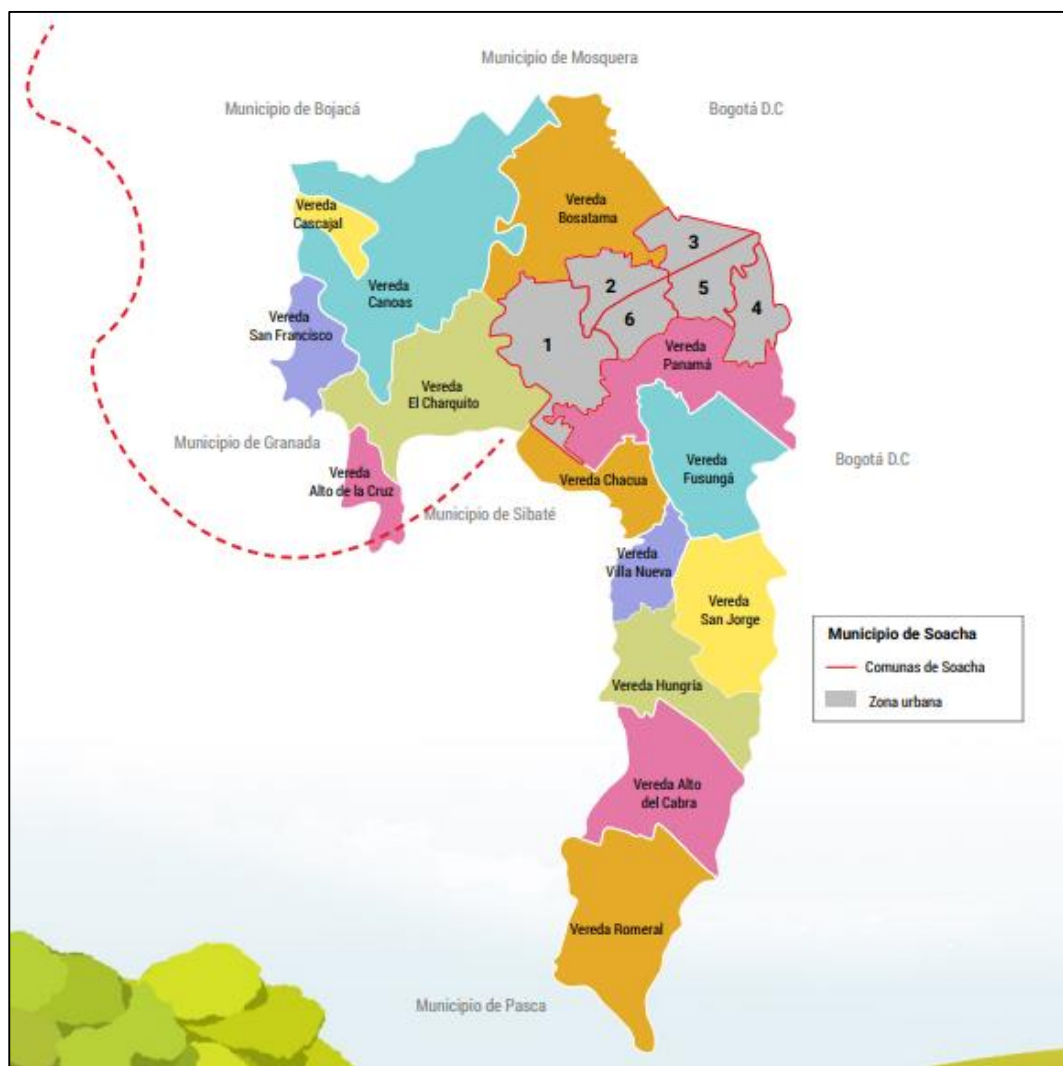 Municipio de Mosquera
Municipio de Bojacá
Bogotá D.C
Vereda
Bosatama
Vereda
Cascajal
3
Vereda
Canoas
2
5
4
Vereda
San Francisco
6
1
Vereda
Panamá
Vereda
El Charquito
Municipio de Granada
Vereda
Alto de la Cruz
Vereda
Fusungá
Bogotá D.C
Vereda Chacua
Municipio de Sibaté
Vereda
Villa Nueva
Vereda
San Jorge
Municipio de Soacha
Comunas de Soacha
Zona urbana
Vereda Hungría
Vereda Alto
del Cabra
Vereda Romeral
Municipio de Pasca